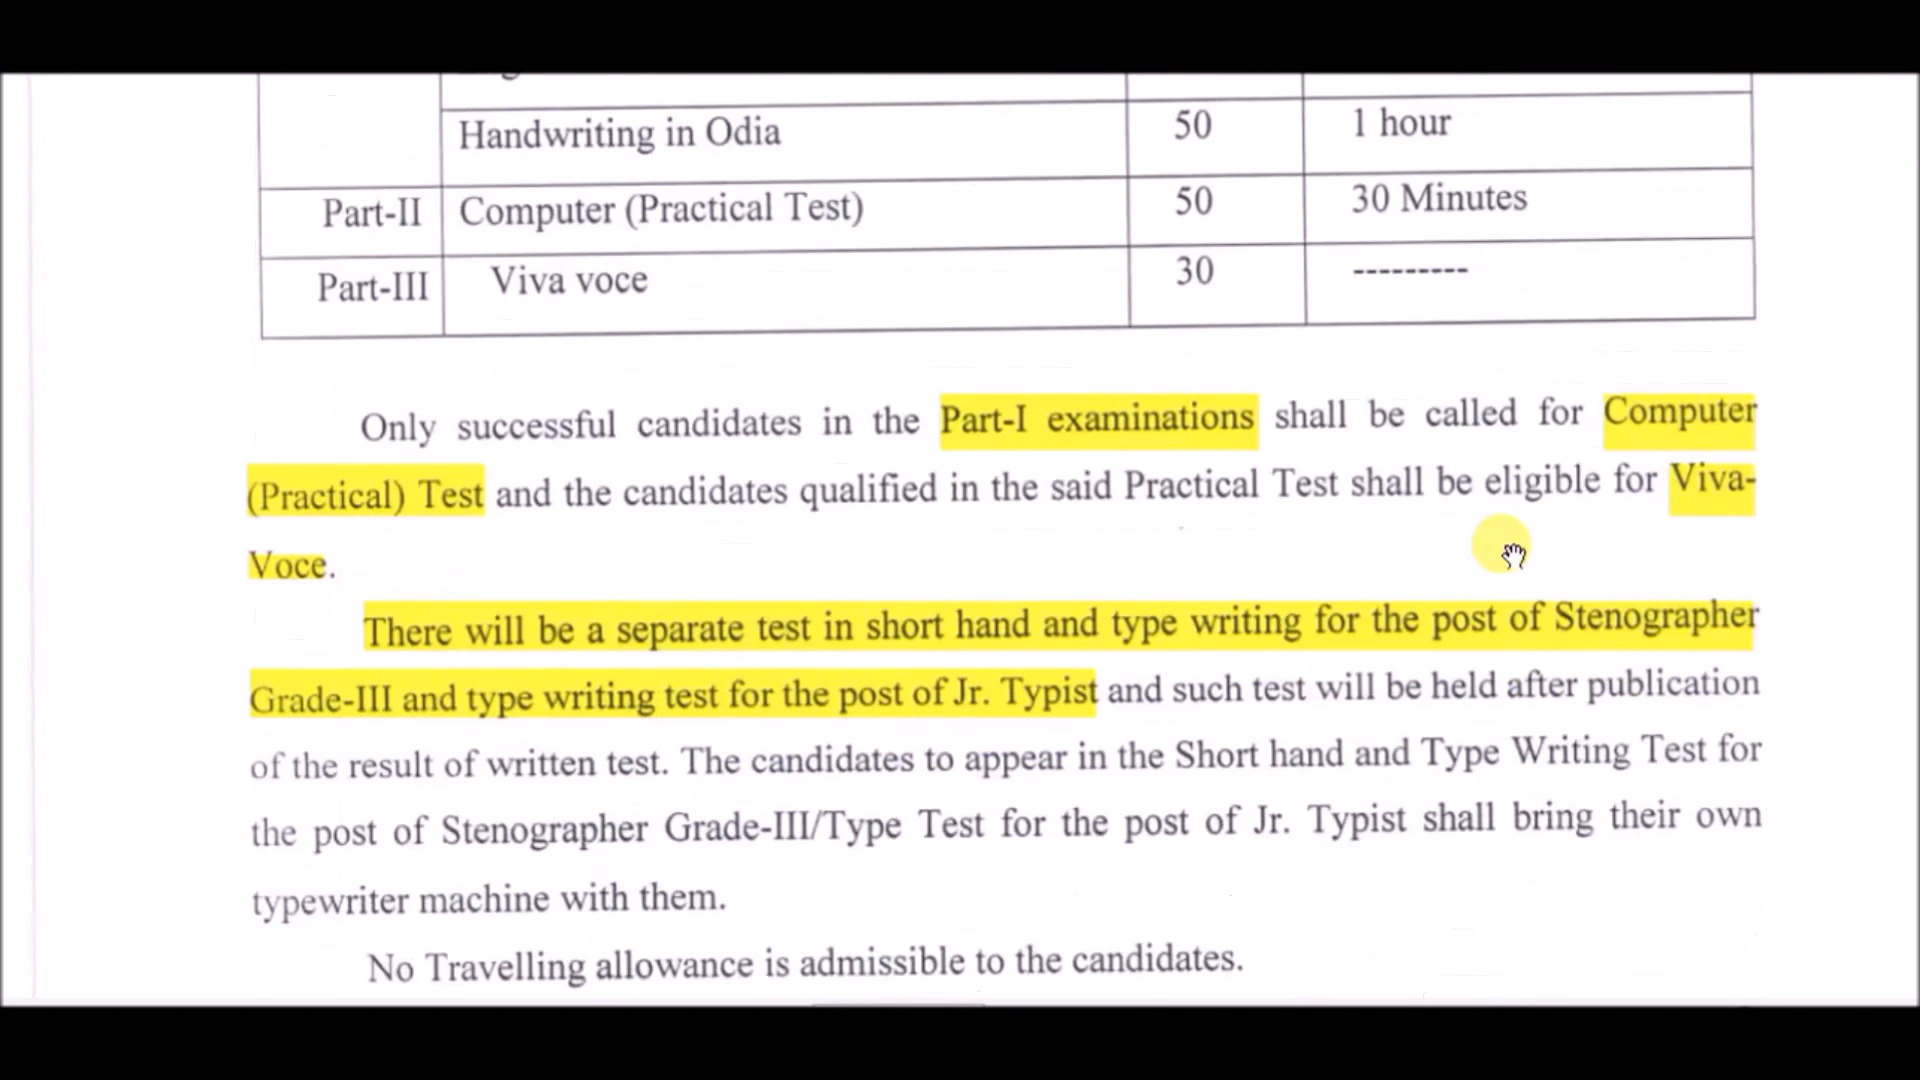 Handwriting in Odia 50 1 hour
Part-II Computer (Practical Test) 50 30 Minutes
Part-III Viva voce 30 ---------
Only successful candidates in the Part-I examinations shall be called for Computer
(Practical) Test and the candidates qualified in the said Practical Test shall be eligible for Viva-
Voce.
There will be a separate test in short hand and type writing for the post of Stenographer
Grade-III and type writing test for the post of Jr. Typist and such test will be held after publication
of the result of written test. The candidates to appear in the Short hand and Type Writing Test for
the post of Stenographer Grade-III/Type Test for the post of Jr. Typist shall bring their own
typewriter machine with them.
No Travelling allowance is admissible to the candidates.